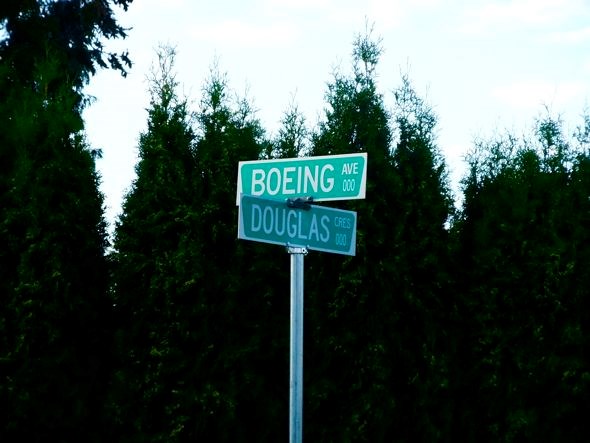 BOEING AVE
000
DOUGLAS CRES
000